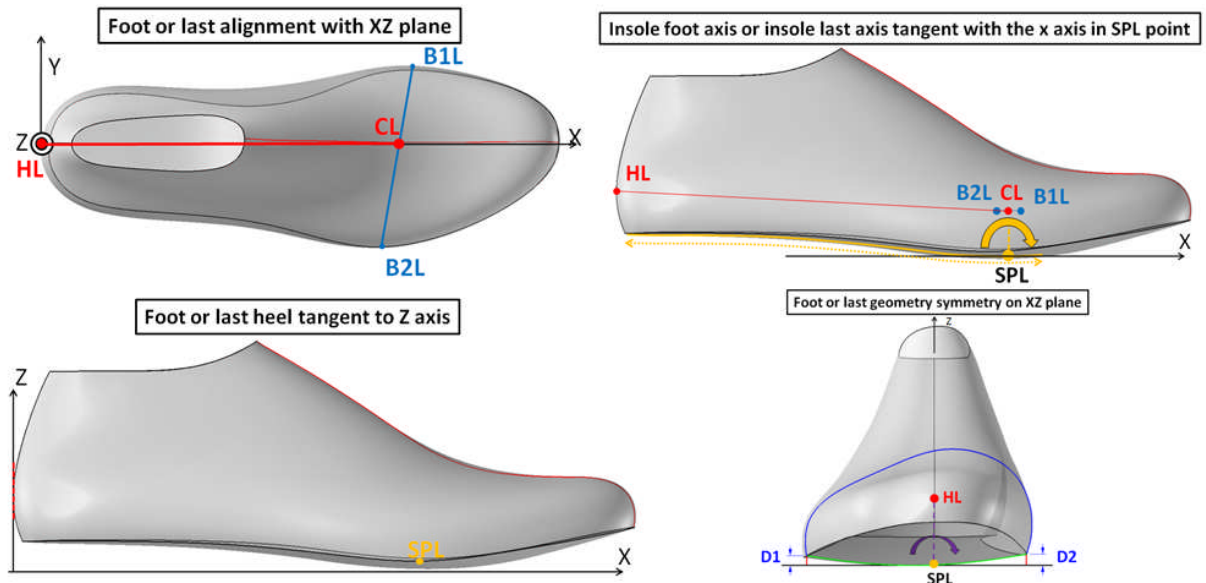 Foot or last alignment with XZ plane
Y
B1L
Z
CL
X
HL
B2L
Insole foot axis or insole last axis tangent with the x axis in SPL point
HL
B2L CL B1L
X
SPL
Foot or last heel tangent to Z axis
Z
SPL
X
Foot or last geometry symmetry on XZ plane
Z
HL
D1
D2
SPL